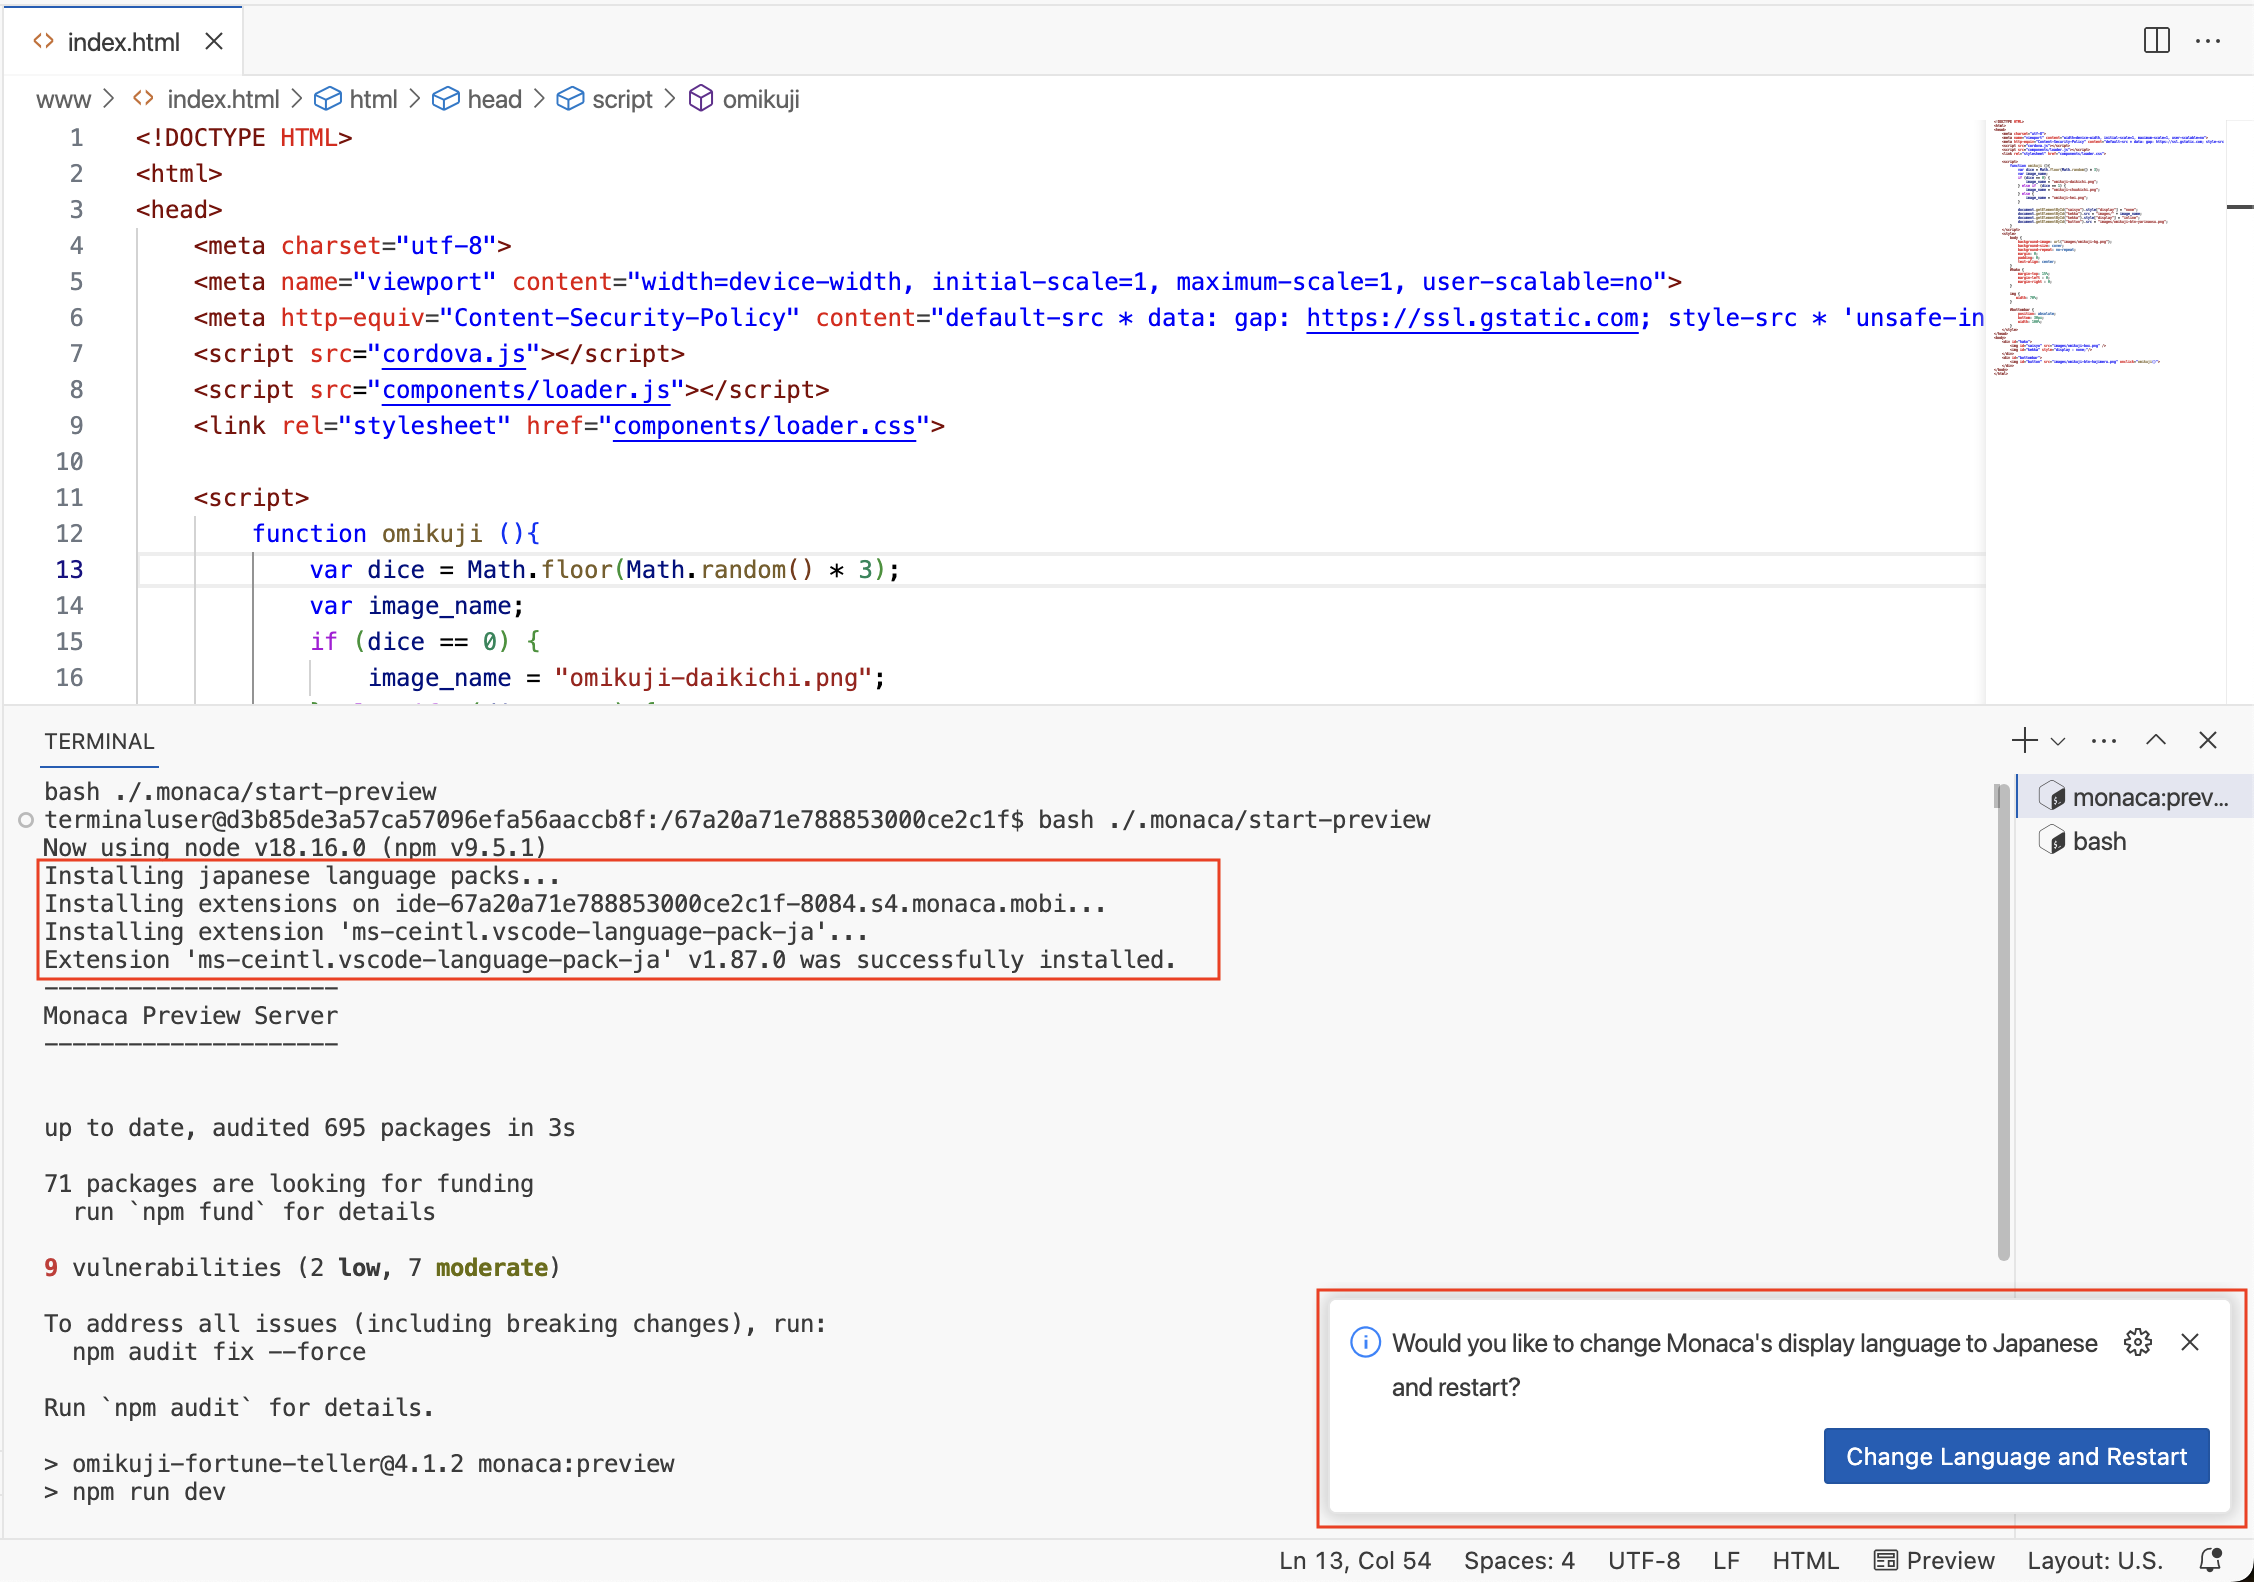 index.html
www > index.html > html > head > script > omikuji
1 <!DOCTYPE HTML>
2 <html>
3 <head>
4 <meta charset="utf-8">
5 <meta name="viewport" content="width=device-width, initial-scale=1, maximum-scale=1, user-scalable=no">
6 <meta http-equiv="Content-Security-Policy" content="default-src * data: gap: https://ssl.gstatic.com; style-src * 'unsafe-in
7 <script src="cordova.js"></script>
8 <script src="components/loader.js"></script>
9 <link rel="stylesheet" href="components/loader.css">
10
11 <script>
12 function omikuji (){
13 var dice = Math.floor(Math.random() * 3);
14 var image_name;
15 if (dice == 0) {
16 image_name = "omikuji-daikichi.png";
TERMINAL
bash ./.monaca/start-preview
terminaluser@d3b85de3a57ca57096efa56aaccb8f:/67a20a71e788853000ce2c1f$ bash ./.monaca/start-preview
Now using node v18.16.0 (npm v9.5.1)
Installing japanese language packs...
Installing extensions on ide-67a20a71e788853000ce2c1f-8084.s4.monaca.mobi...
Installing extension 'ms-ceintl.vscode-language-pack-ja'...
Extension 'ms-ceintl.vscode-language-pack-ja' v1.87.0 was successfully installed.
---------------------
Monaca Preview Server
---------------------
up to date, audited 695 packages in 3s
71 packages are looking for funding
run `npm fund` for details
9 vulnerabilities (2 low, 7 moderate)
To address all issues (including breaking changes), run:
npm audit fix --force
Run `npm audit` for details.
> omikuji-fortune-teller@4.1.2 monaca:preview
> npm run dev
monaca:prev...
bash
Would you like to change Monaca's display language to Japanese
and restart?
Change Language and Restart
Ln 13, Col 54 Spaces: 4 UTF-8 LF HTML Preview Layout: U.S.